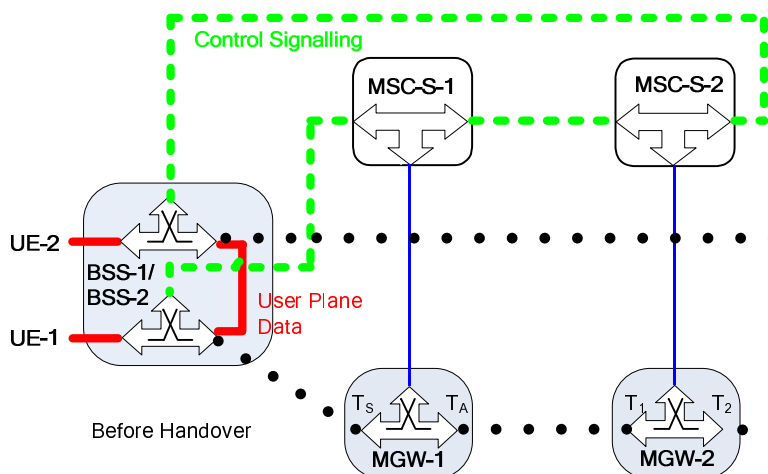 Control Signalling
MSC-S-1
MSC-S-2
UE-2
BSS-1/
BSS-2
User Plane
Data
UE-1
Before Handover
TS
TA
MGW-1
T1
T2
MGW-2